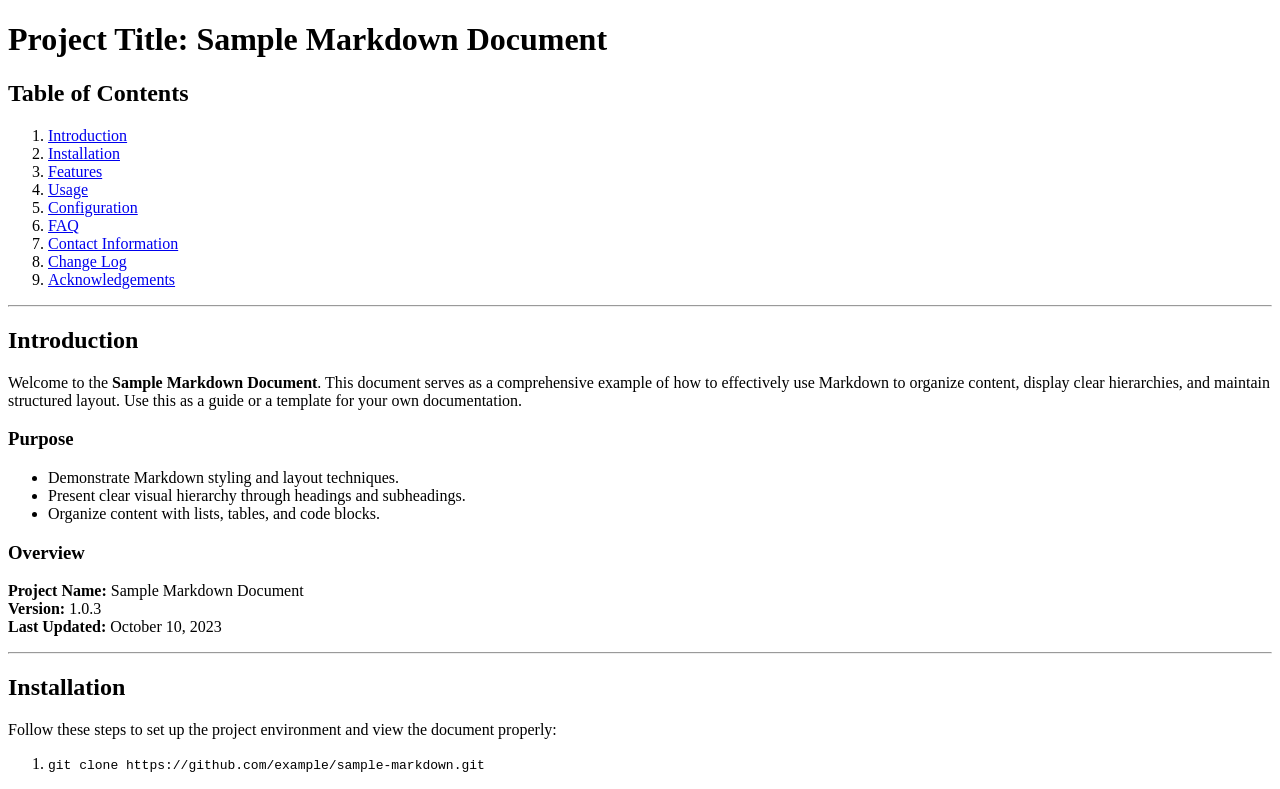 Project Title: Sample Markdown Document
Table of Contents
1. Introduction
2. Installation
3. Features
4. Usage
5. Configuration
6. FAQ
7. Contact Information
8. Change Log
9. Acknowledgements
Introduction
Welcome to the Sample Markdown Document. This document serves as a comprehensive example of how to effectively use Markdown to organize content, display clear hierarchies, and maintain
structured layout. Use this as a guide or a template for your own documentation.
Purpose
• Demonstrate Markdown styling and layout techniques.
• Present clear visual hierarchy through headings and subheadings.
• Organize content with lists, tables, and code blocks.
Overview
Project Name: Sample Markdown Document
Version: 1.0.3
Last Updated: October 10, 2023
Installation
Follow these steps to set up the project environment and view the document properly:
1. git clone https://github.com/example/sample-markdown.git